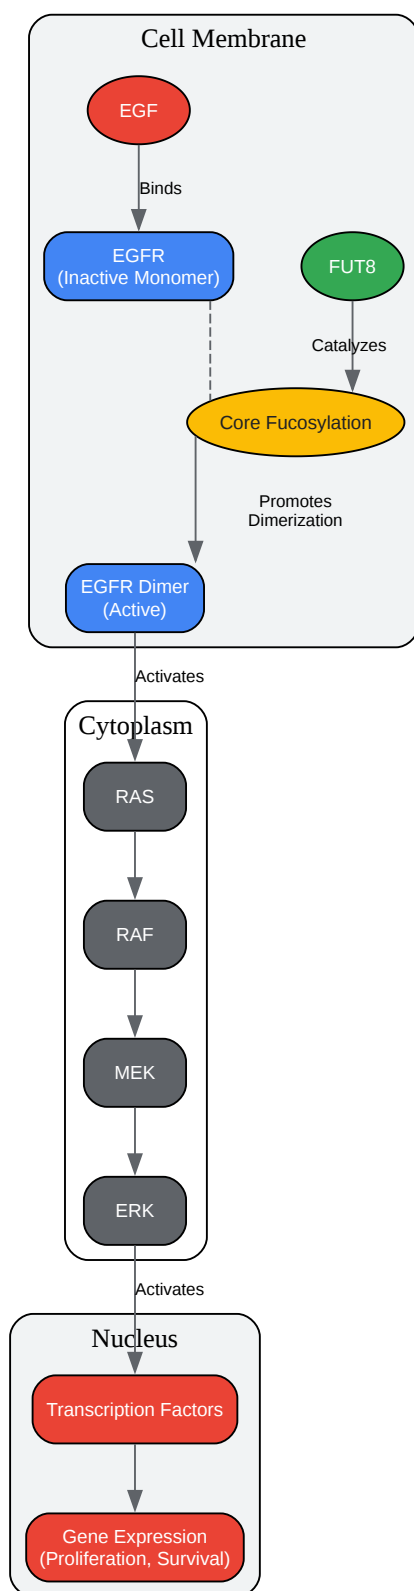 Cell Membrane
EGF
Binds
EGFR
(Inactive Monomer)
FUT8
Catalyzes
Core Fucosylation
Promotes
Dimerization
EGFR Dimer
(Active)
Activates
Cytoplasm
RAS
RAF
MEK
ERK
Activates
Nucleus
Transcription Factors
Gene Expression
(Proliferation, Survival)